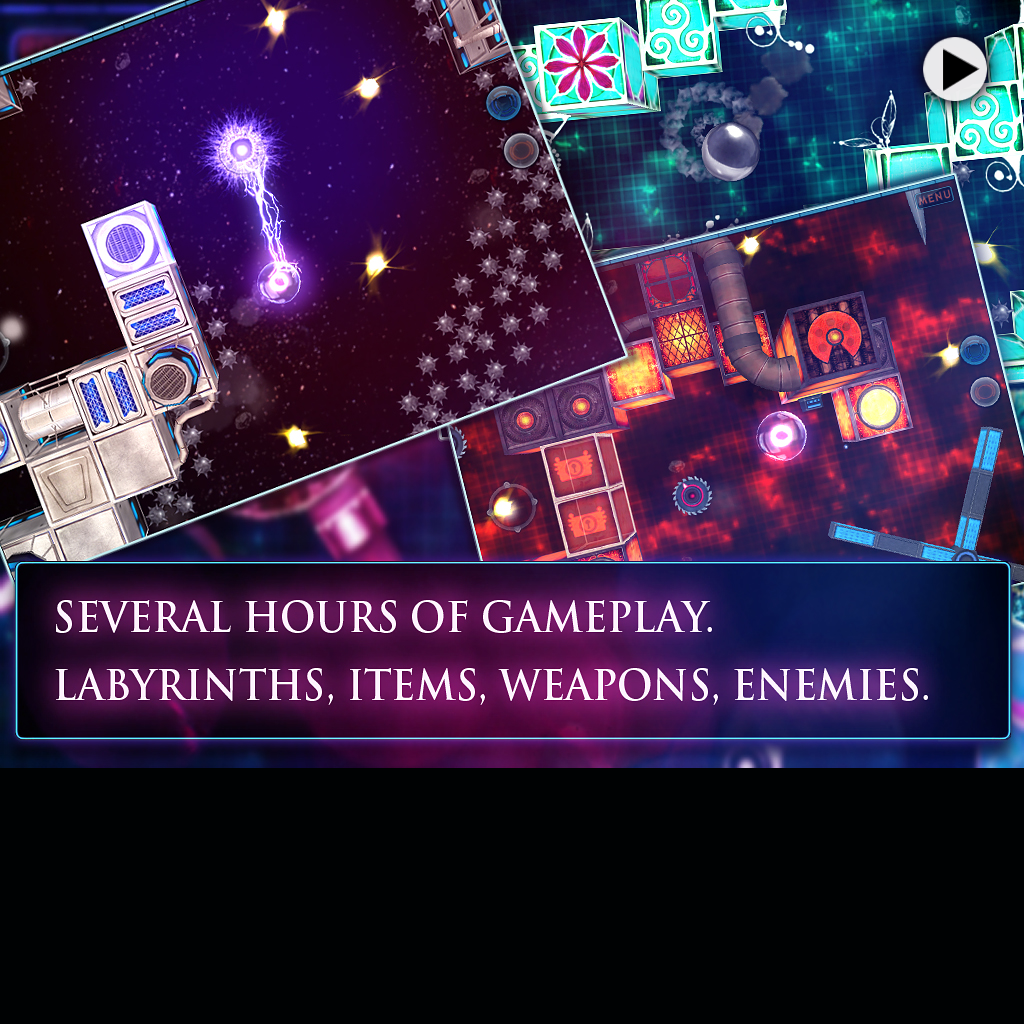 MENU
SEVERAL HOURS OF GAMEPLAY.
LABYRINTHS, ITEMS, WEAPONS, ENEMIES.